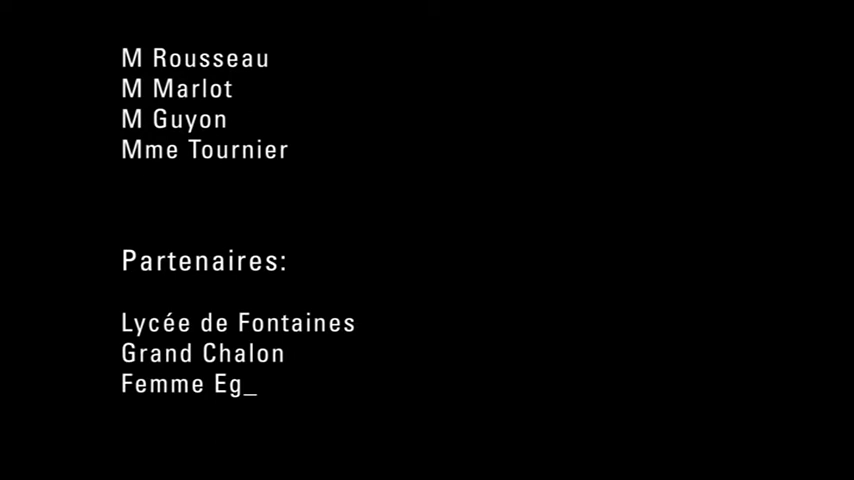 M Rousseau
M Marlot
M Guyon
Mme Tournier
Partenaires:
Lycée de Fontaines
Grand Chalon
Femme Eg_